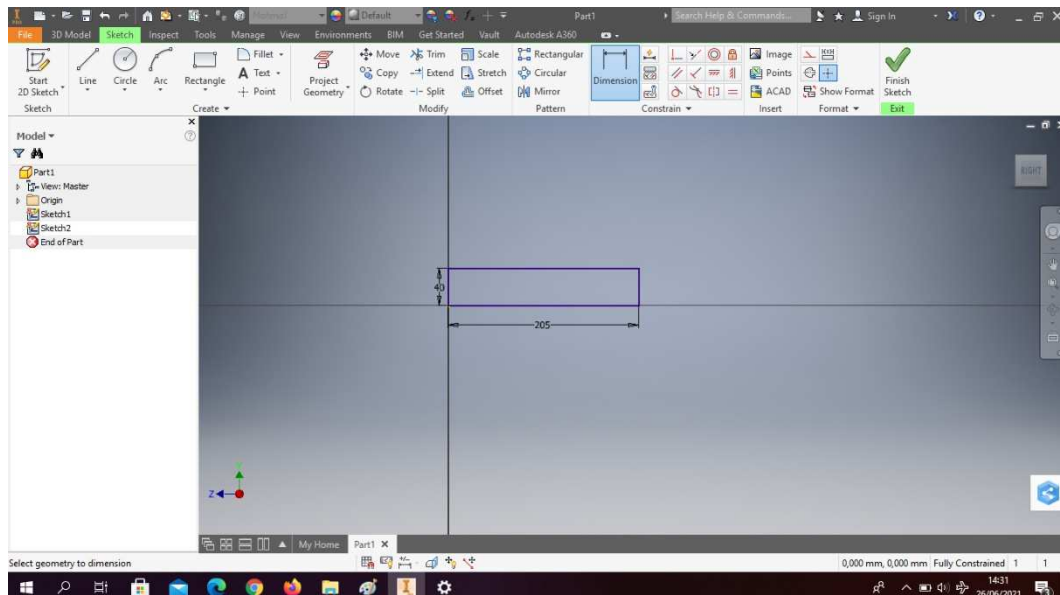 Material Default Part1 Search Help & Commands... Sign In
File 3D Model Sketch Inspect Tools Manage View Environments BIM Get Started Vault Autodesk A360
Start 2D Sketch Line Circle Arc Rectangle Fillet Text Point Project Geometry Move Copy Rotate Trim Extend Split Scale Stretch Offset Rectangular Circular Mirror Dimension Image Points ACAD Show Format Finish Sketch
Sketch Create Modify Pattern Constrain Insert Format Exit
Model
Part1
View: Master
Origin
Sketch1
Sketch2
End of Part
RIGHT
40
205
Y
Z
My Home Part1
Select geometry to dimension 0,000 mm, 0,000 mm Fully Constrained 1 1
14:31
26/06/2021